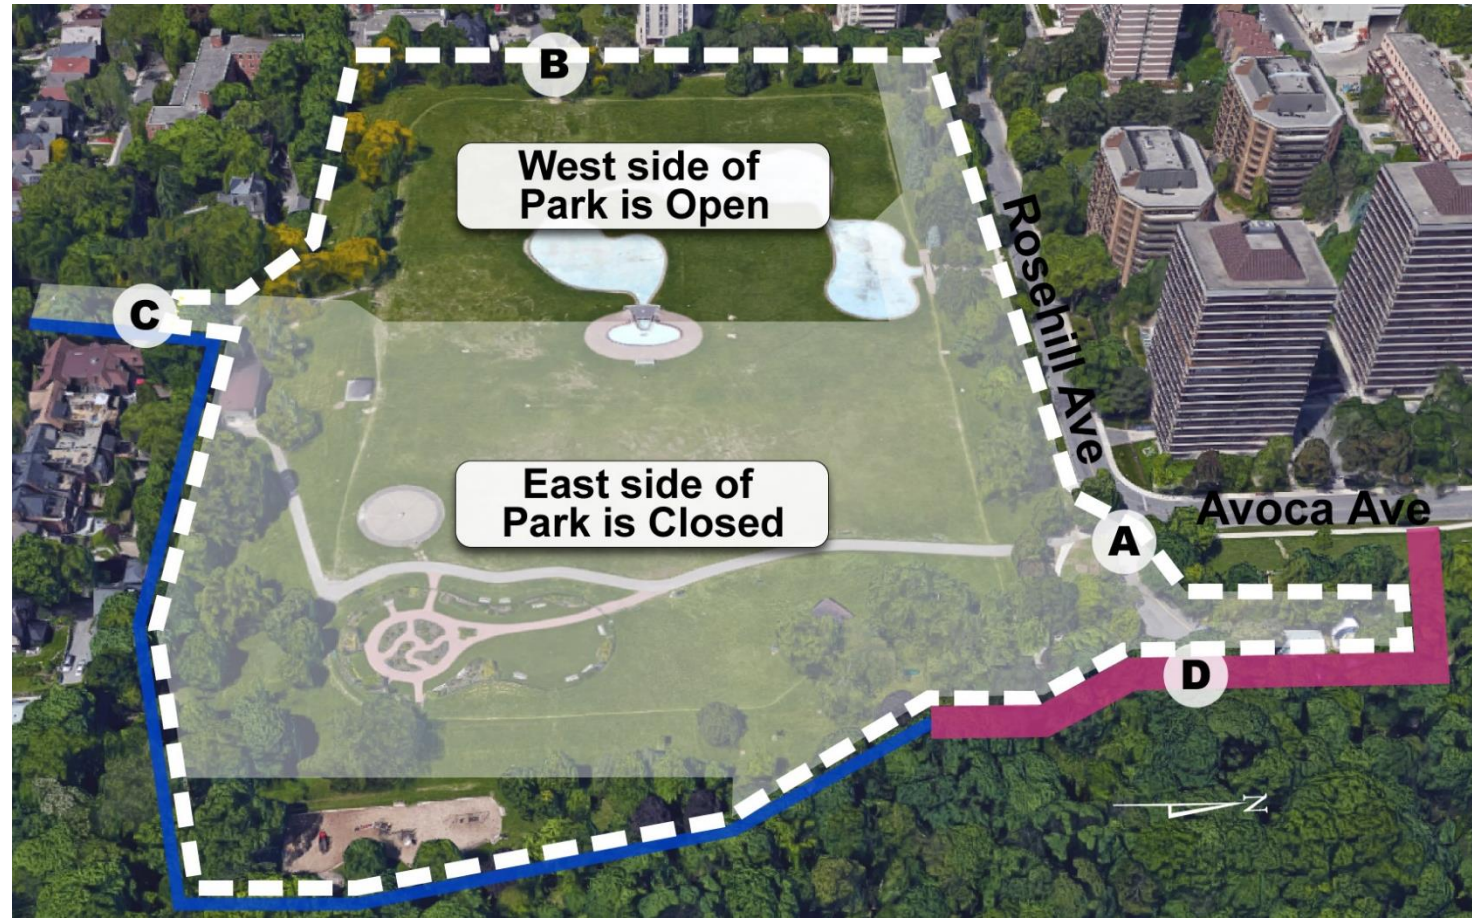 B
West side of
Park is Open
C
Rosehill Ave
East side of
Park is Closed
Avoca Ave
A
D
N